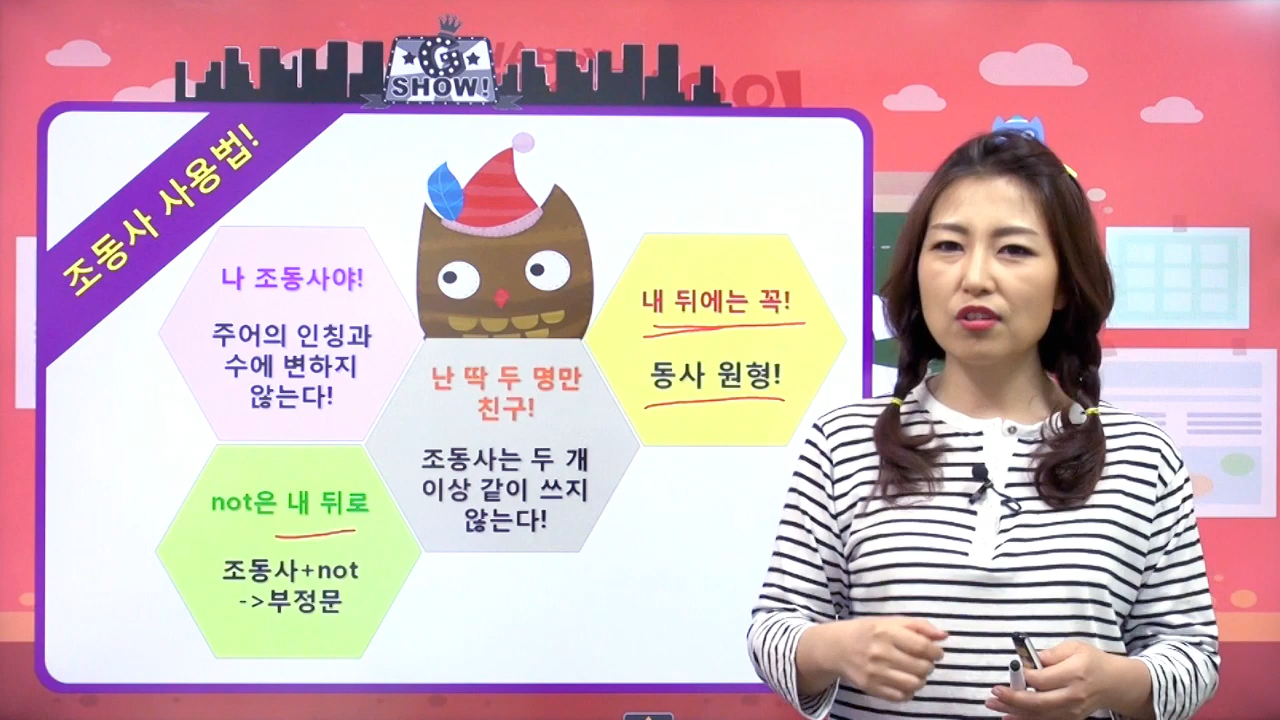 G
SHOW!
조동사 사용법!
나 조동사야!
주어의 인칭과
수에 변하지
않는다!
난 딱 두 명만
친구!
조동사는 두 개
이상 같이 쓰지
않는다!
내 뒤에는 꼭!
동사 원형!
not은 내 뒤로
조동사+not
->부정문